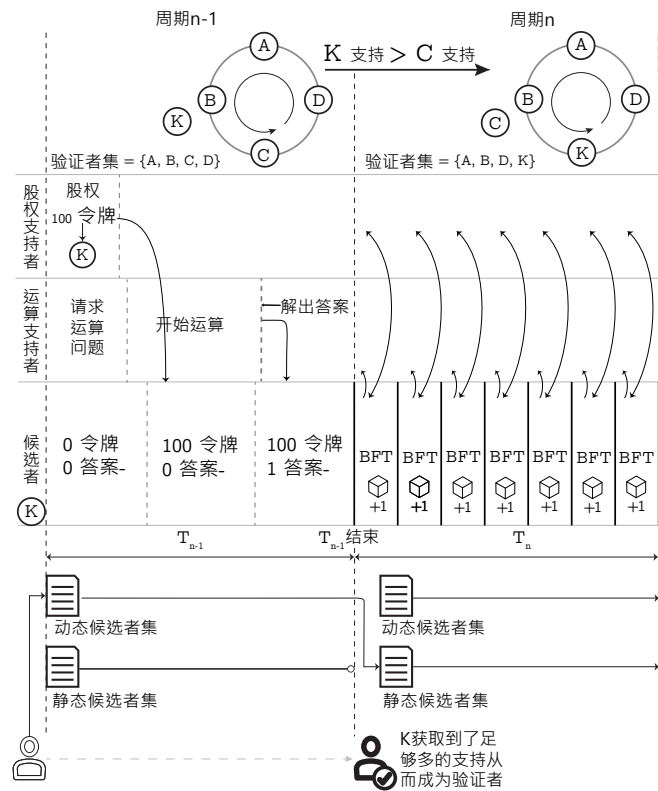 周期n-1
周期n
K 支持 > C 支持
A
B
D
C
K
A
B
D
K
C
验证者集 = {A, B, C, D}
验证者集 = {A, B, D, K}
股权支持者
股权
100 令牌
K
运算支持者
请求
运算
问题
开始运算
解出答案
候选者
K
0 令牌
0 答案-
100 令牌
0 答案-
100 令牌
1 答案-
BFT
BFT
BFT
BFT
BFT
BFT
BFT
+1
+1
+1
+1
+1
+1
+1
Tn-1
Tn-1结束
Tn
动态候选者集
动态候选者集
静态候选者集
静态候选者集
K获取到了足
够多的支持从
而成为验证者